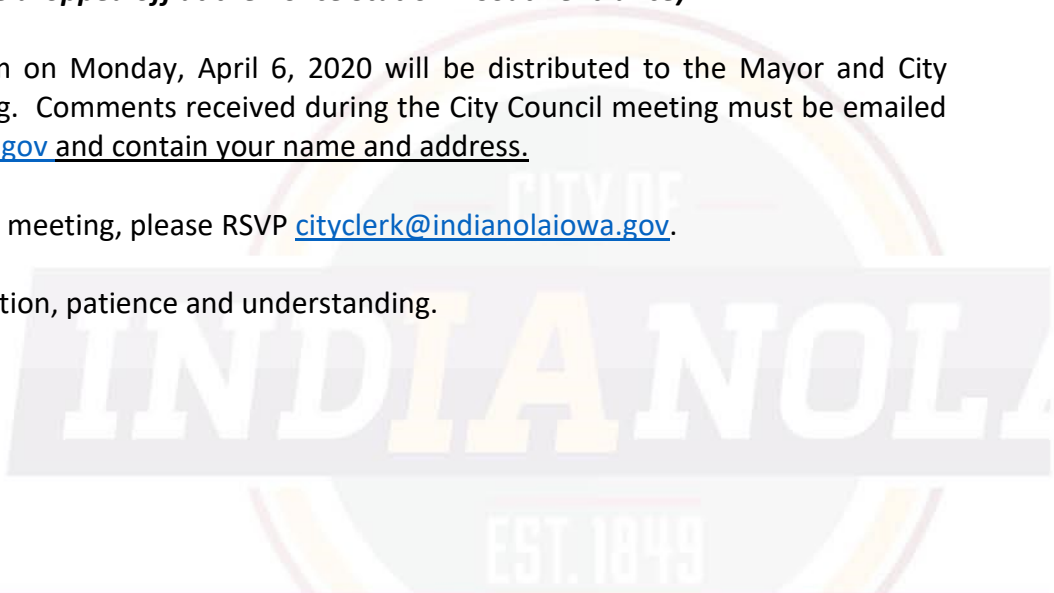 n on Monday, April 6, 2020 will be distributed to the Mayor and City
g. Comments received during the City Council meeting must be emailed
gov and contain your name and address.
meeting, please RSVP cityclerk@indianolaiowa.gov.
tion, patience and understanding.
CITY OF
INDIANOLA
EST. 1849